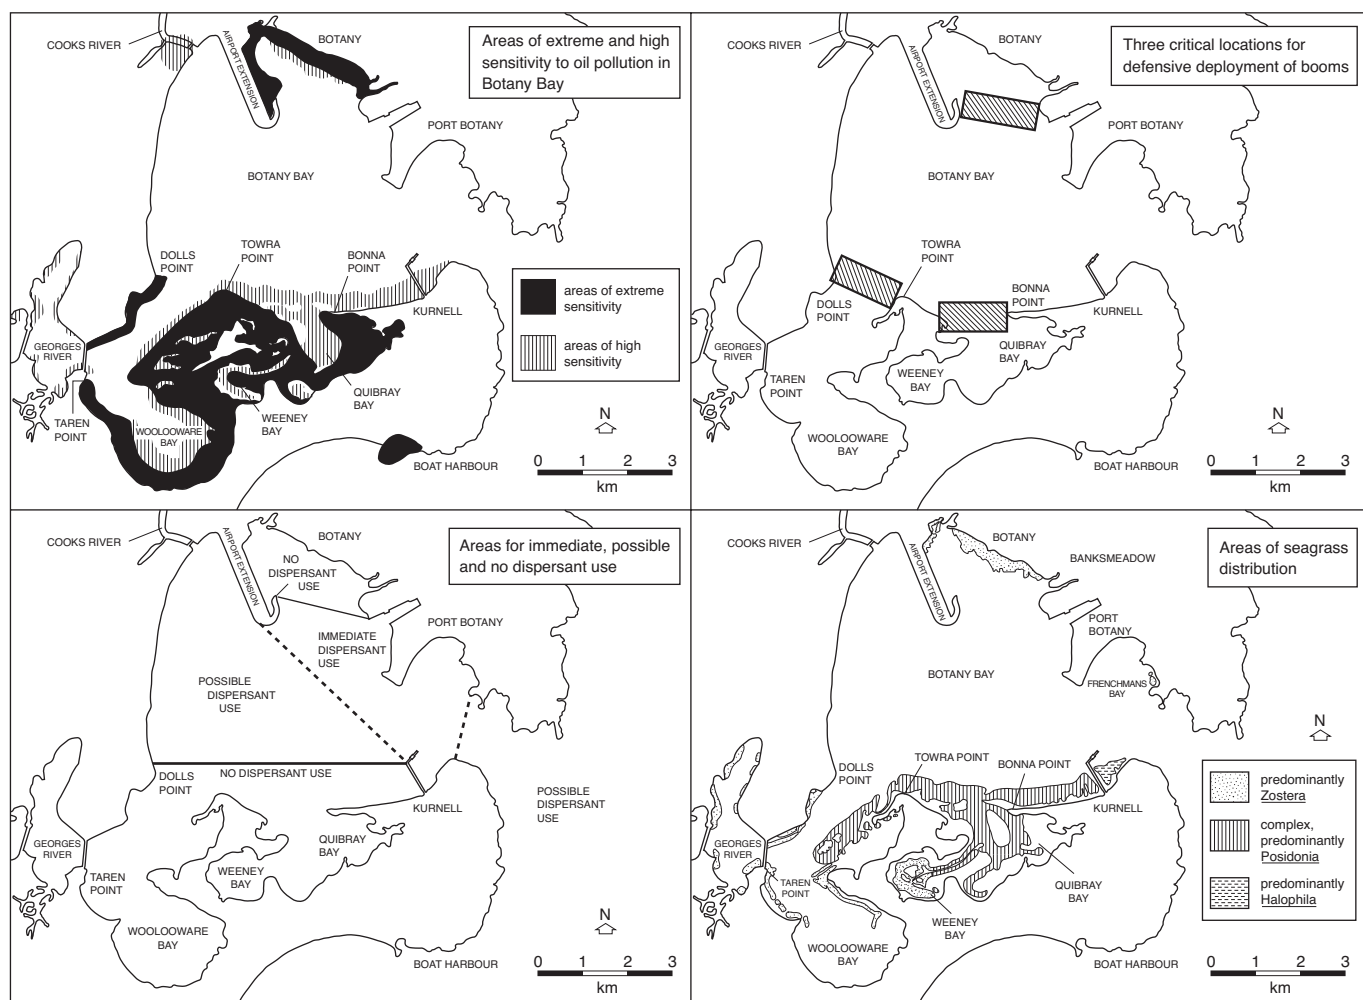 COOKS RIVER
AIRPORT EXTENSION
BOTANY
Areas of extreme and high
sensitivity to oil pollution in
Botany Bay
PORT BOTANY
BOTANY BAY
DOLLS
POINT
TOWRA
POINT
BONNA
POINT
KURNELL
areas of extreme
sensitivity
areas of high
sensitivity
GEORGES
RIVER
TAREN
POINT
WOOLOOWARE
BAY
WEENEY
BAY
QUIBRAY
BAY
BOAT HARBOUR
N
0 1 2 3
km
COOKS RIVER
AIRPORT EXTENSION
BOTANY
Three critical locations for
defensive deployment of booms
PORT BOTANY
BOTANY BAY
TOWRA
POINT
BONNA
POINT
DOLLS
POINT
KURNELL
GEORGES
RIVER
QUIBRAY
BAY
WEENEY
BAY
TAREN
POINT
WOOLOOWARE
BAY
BOAT HARBOUR
N
0 1 2 3
km
COOKS RIVER
AIRPORT EXTENSION
BOTANY
Areas for immediate, possible
and no dispersant use
NO
DISPERSANT
USE
PORT BOTANY
IMMEDIATE
DISPERSANT
USE
POSSIBLE
DISPERSANT
USE
NO DISPERSANT USE
DOLLS
POINT
KURNELL
POSSIBLE
DISPERSANT
USE
GEORGES
RIVER
QUIBRAY
BAY
WEENEY
BAY
TAREN
POINT
WOOLOOWARE
BAY
BOAT HARBOUR
N
0 1 2 3
km
COOKS RIVER
AIRPORT EXTENSION
BOTANY
BANKSMEADOW
Areas of seagrass
distribution
PORT
BOTANY
BOTANY BAY
FRENCHMANS
BAY
N
DOLLS
POINT
TOWRA POINT
BONNA POINT
KURNELL
predominantly
Zostera
complex,
predominantly
Posidonia
predominantly
Halophila
GEORGES
RIVER
TAREN
POINT
QUIBRAY
BAY
WEENEY
BAY
WOOLOOWARE
BAY
BOAT HARBOUR
0 1 2 3
km